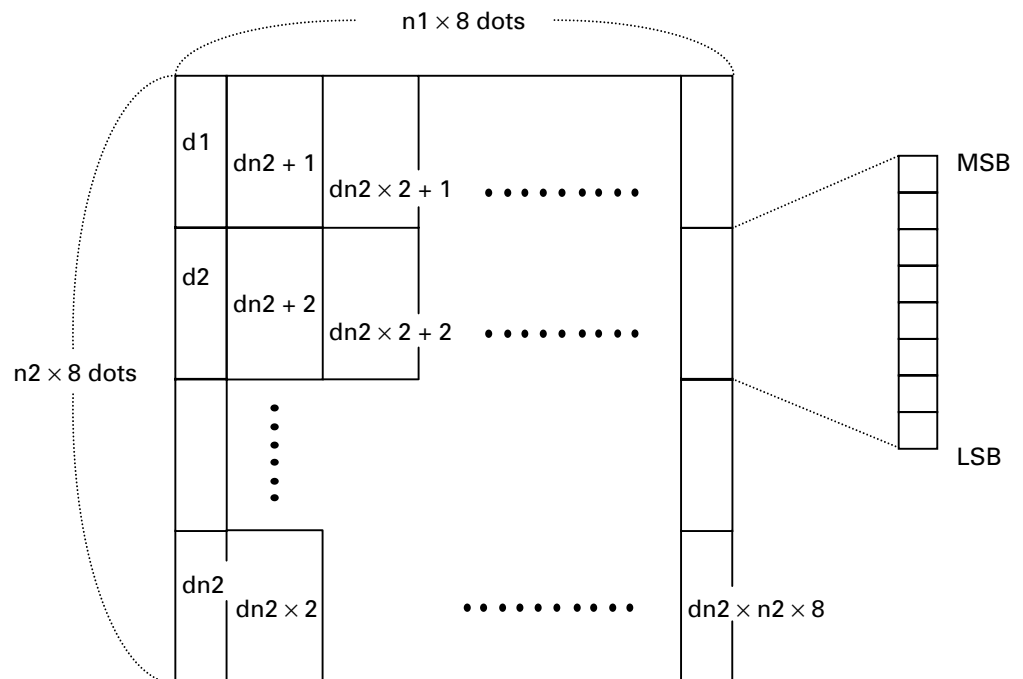 n1 × 8 dots
d1
dn2 + 1
dn2 × 2 + 1
MSB
d2
dn2 + 2
dn2 × 2 + 2
n2 × 8 dots
LSB
dn2
dn2 × 2
dn2 × n2 × 8